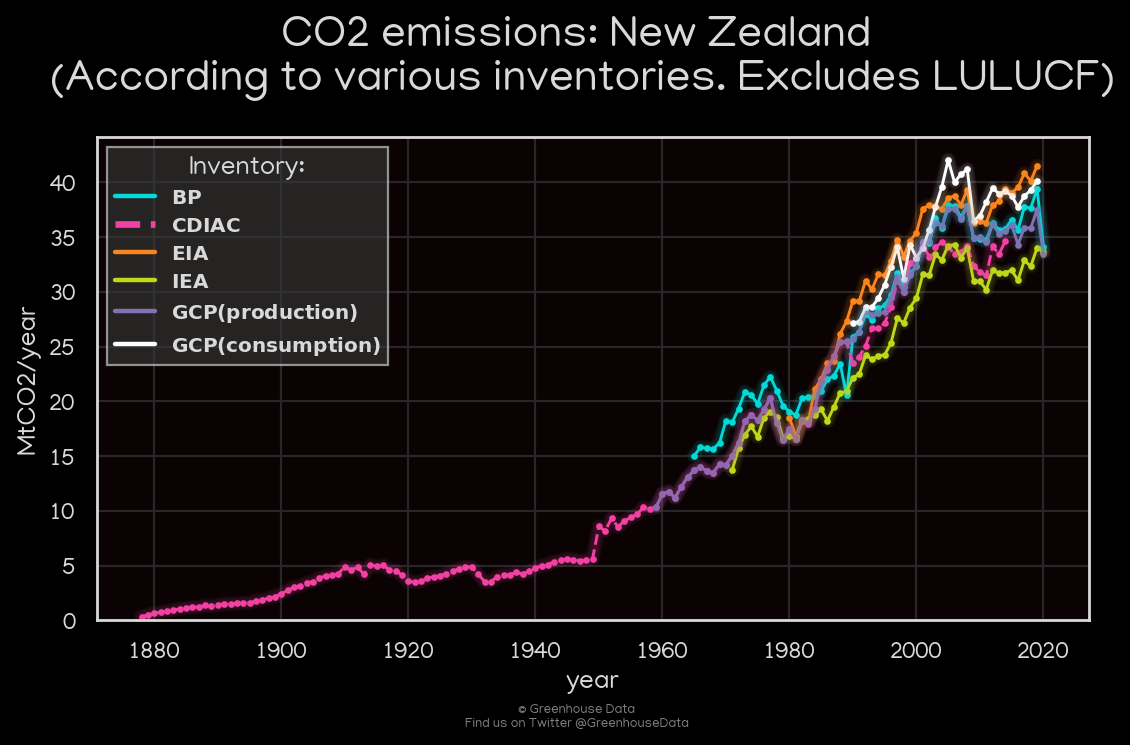 CO2 emissions: New Zealand
(According to various inventories. Excludes LULUCF)
Inventory:
BP
CDIAC
EIA
IEA
GCP(production)
GCP(consumption)
MtCO2/year
40
35
30
25
20
15
10
5
0
1880 1900 1920 1940 1960 1980 2000 2020
year
© Greenhouse Data
Find us on Twitter @GreenhouseData